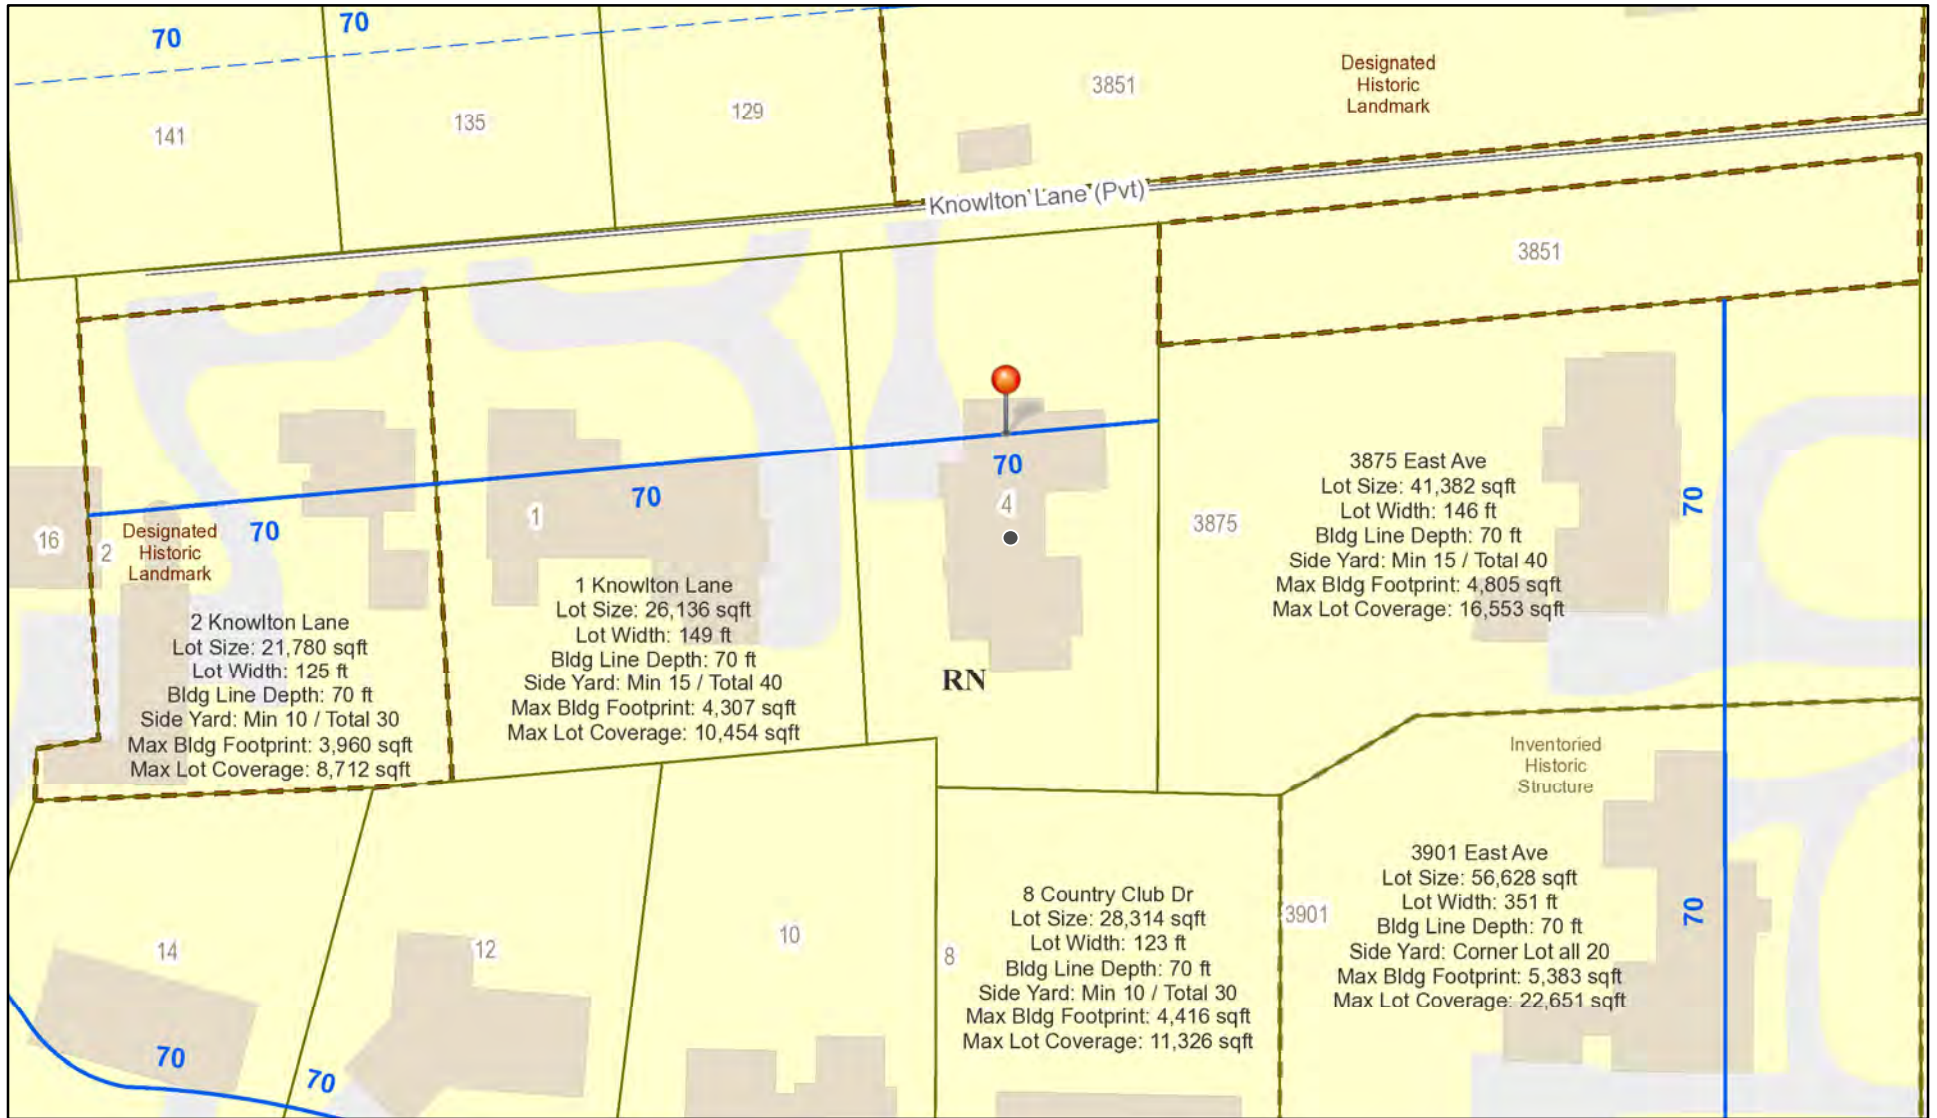 70
70
141
135
129
3851
Designated
Historic
Landmark
Knowlton Lane (Pvt)
3851
16
2
Designated
Historic
Landmark
70
2 Knowlton Lane
Lot Size: 21,780 sqft
Lot Width: 125 ft
Bldg Line Depth: 70 ft
Side Yard: Min 10 / Total 30
Max Bldg Footprint: 3,960 sqft
Max Lot Coverage: 8,712 sqft
1
70
1 Knowlton Lane
Lot Size: 26,136 sqft
Lot Width: 149 ft
Bldg Line Depth: 70 ft
Side Yard: Min 15 / Total 40
Max Bldg Footprint: 4,307 sqft
Max Lot Coverage: 10,454 sqft
70
4
RN
3875
3875 East Ave
Lot Size: 41,382 sqft
Lot Width: 146 ft
Bldg Line Depth: 70 ft
Side Yard: Min 15 / Total 40
Max Bldg Footprint: 4,805 sqft
Max Lot Coverage: 16,553 sqft
70
Inventoried
Historic
Structure
14
12
10
8
8 Country Club Dr
Lot Size: 28,314 sqft
Lot Width: 123 ft
Bldg Line Depth: 70 ft
Side Yard: Min 10 / Total 30
Max Bldg Footprint: 4,416 sqft
Max Lot Coverage: 11,326 sqft
3901
3901 East Ave
Lot Size: 56,628 sqft
Lot Width: 351 ft
Bldg Line Depth: 70 ft
Side Yard: Corner Lot all 20
Max Bldg Footprint: 5,383 sqft
Max Lot Coverage: 22,651 sqft
70
70
70